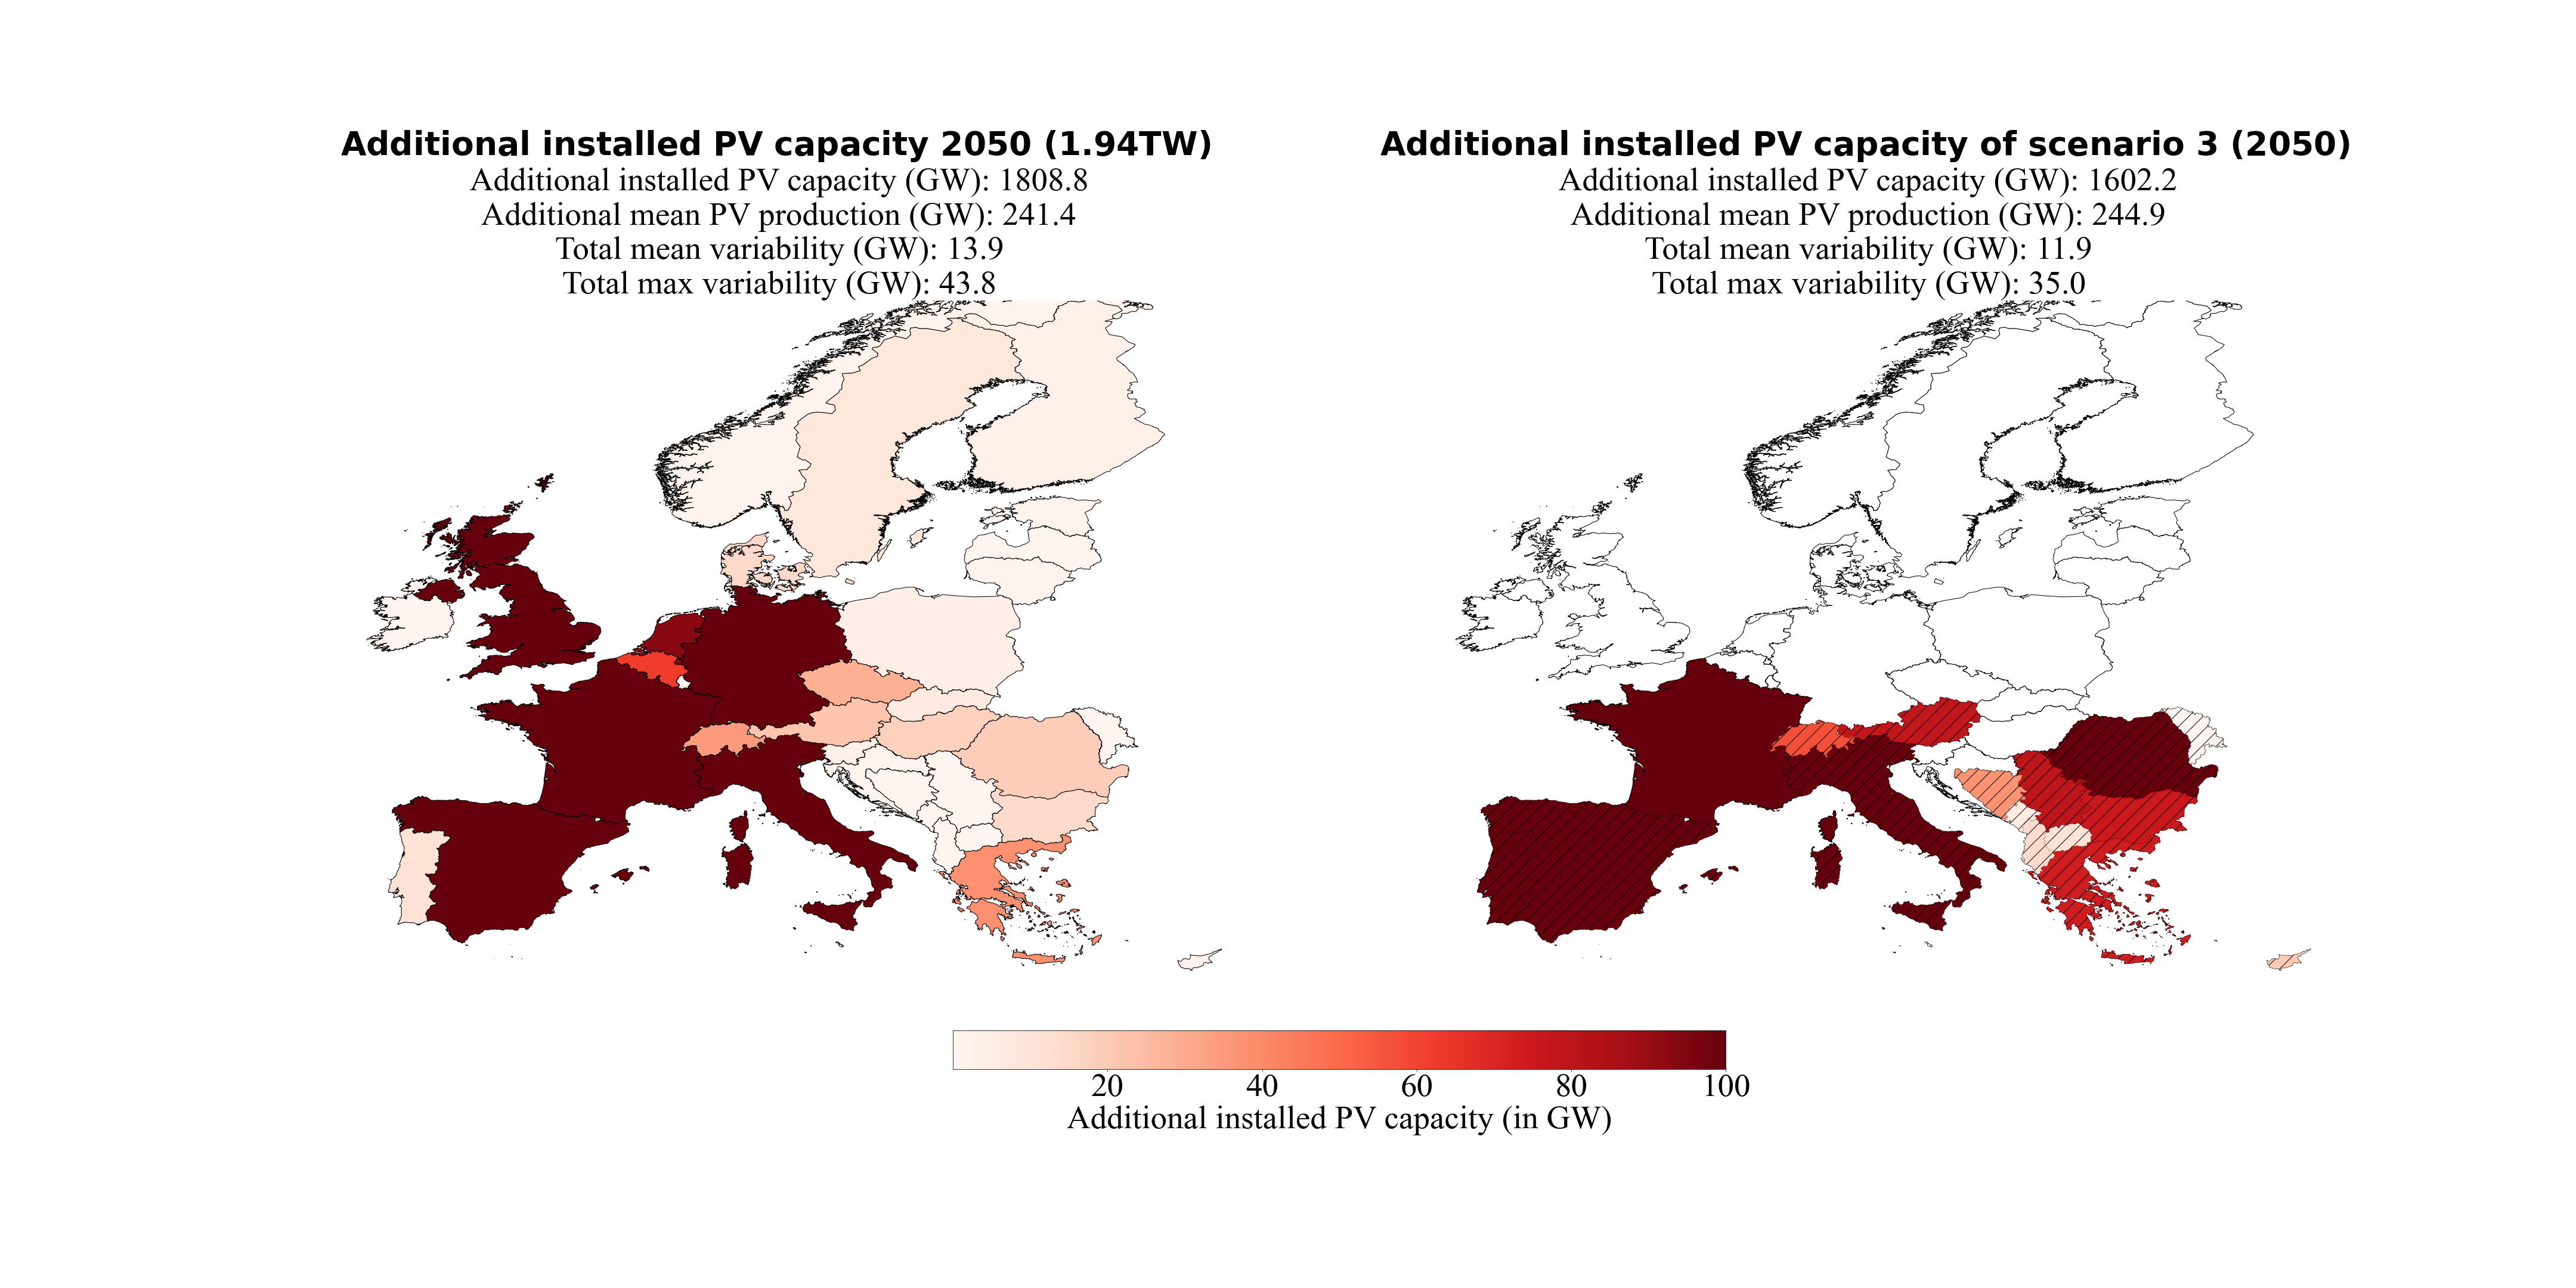 Additional installed PV capacity 2050 (1.94TW)
Additional installed PV capacity (GW): 1808.8
Additional mean PV production (GW): 241.4
Total mean variability (GW): 13.9
Total max variability (GW): 43.8
Additional installed PV capacity of scenario 3 (2050)
Additional installed PV capacity (GW): 1602.2
Additional mean PV production (GW): 244.9
Total mean variability (GW): 11.9
Total max variability (GW): 35.0
20 40 60 80 100
Additional installed PV capacity (in GW)